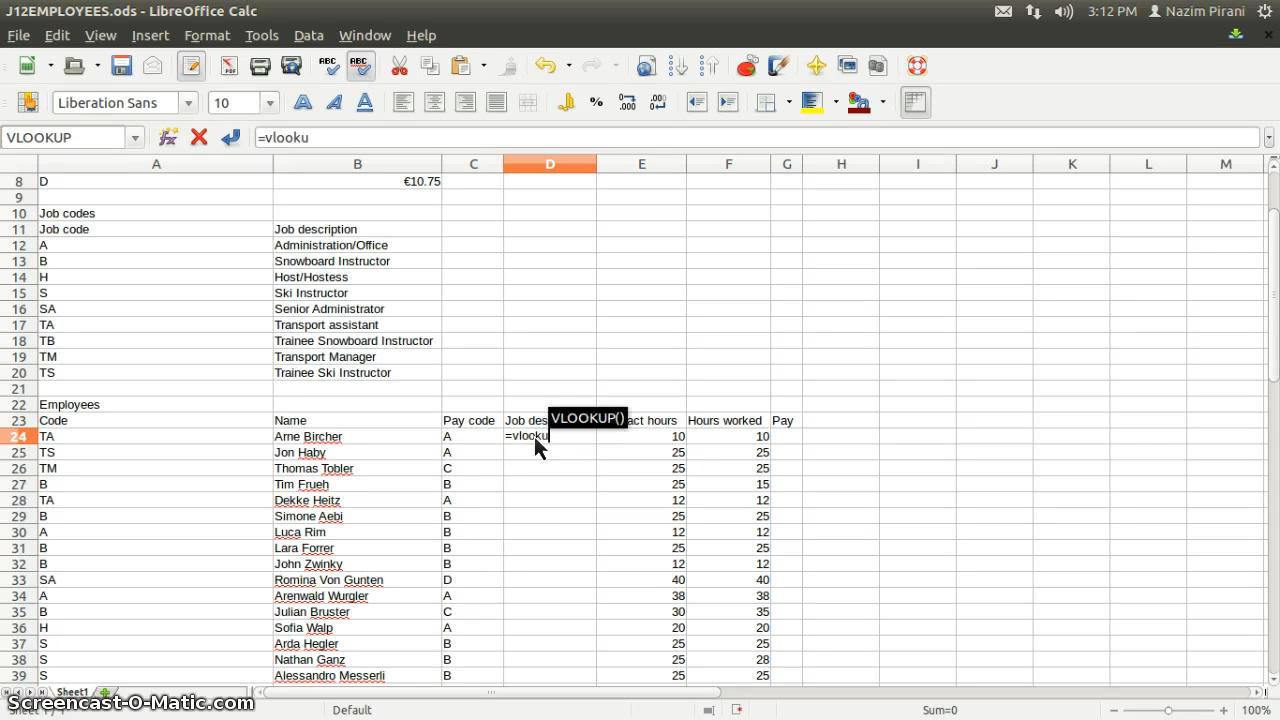 J12EMPLOYEES.ods - LibreOffice Calc
3:12 PM Nazim Pirani
File Edit View Insert Format Tools Data Window Help
Liberation Sans 10
VLOOKUP =vlooku
A B C D E F G H I J K L M
8 D €10.75
9
10 Job codes
11 Job code Job description
12 A Administration/Office
13 B Snowboard Instructor
14 H Host/Hostess
15 S Ski Instructor
16 SA Senior Administrator
17 TA Transport assistant
18 TB Trainee Snowboard Instructor
19 TM Transport Manager
20 TS Trainee Ski Instructor
21
22 Employees
VLOOKUP()
23 Code Name Pay code Job des act hours Hours worked Pay
24 TA Arne Bircher A =vlooku 10 10
25 TS Jon Haby A 25 25
26 TM Thomas Tobler C 25 25
27 B Tim Frueh B 25 15
28 TA Dekke Heitz A 12 12
29 B Simone Aebi B 25 25
30 A Luca Rim B 12 12
31 B Lara Forrer B 25 25
32 B John Zwinky B 12 12
33 SA Romina Von Gunten D 40 40
34 A Arenwald Wurgler A 38 38
35 B Julian Bruster C 30 35
36 H Sofia Walp A 20 20
37 S Arda Hegler B 25 25
38 S Nathan Ganz B 25 28
39 S Alessandro Messerli B 25 25
Sheet1
Screencast-O-Matic.com
Default Sum=0 100%